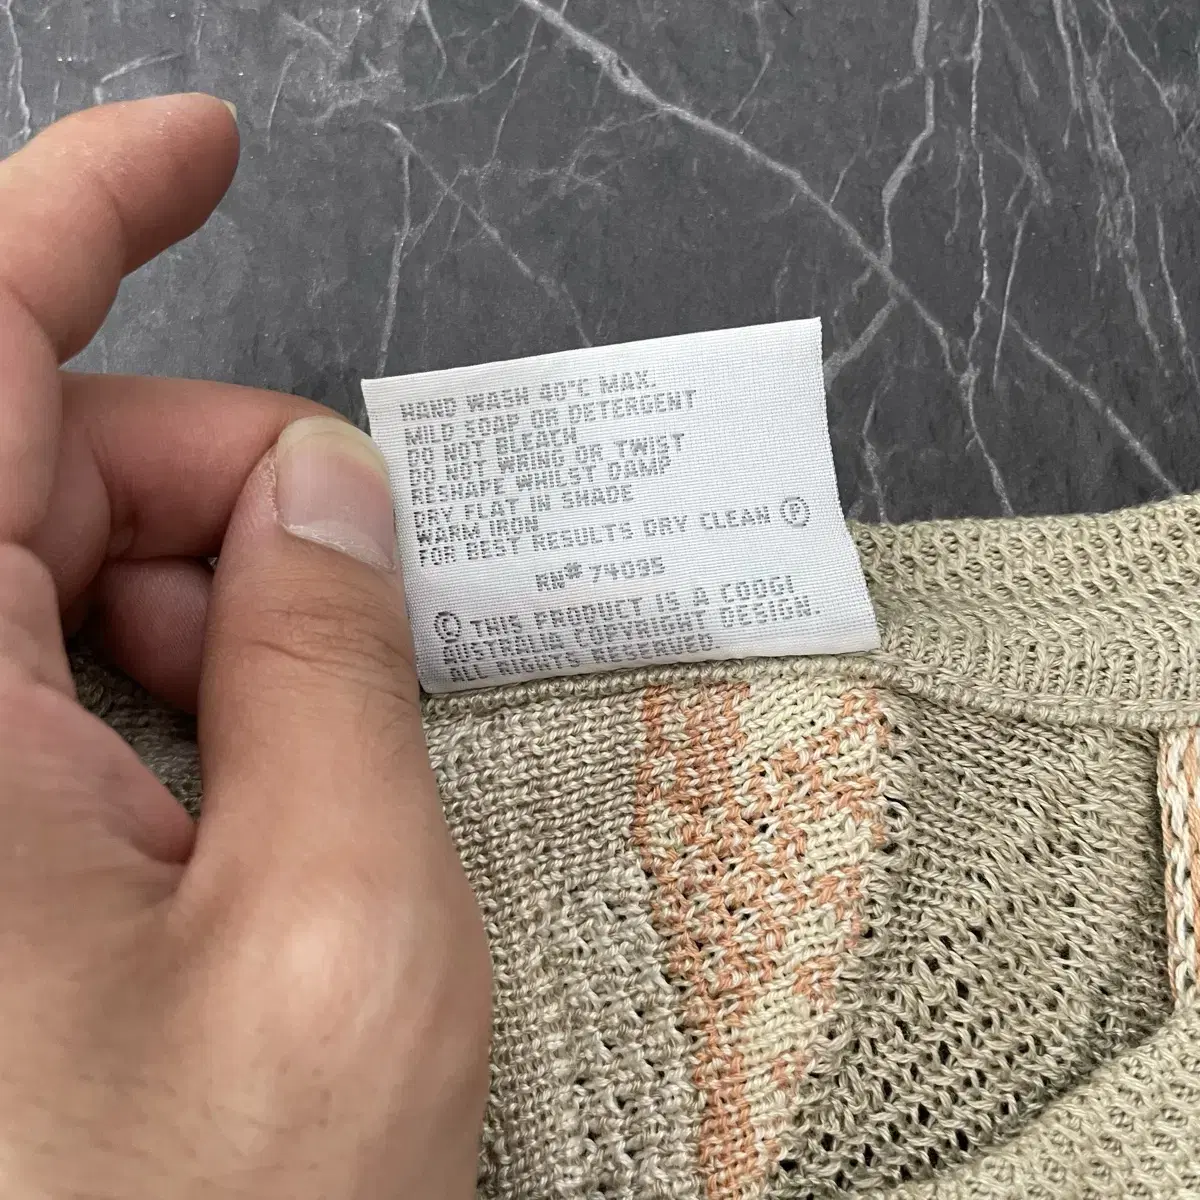 HAND WASH 40°C MAX.
MILD SOAP OR DETERGENT
DO NOT BLEACH
DO NOT WRING OR TWIST
RESHAPE WHILST DAMP
DRY FLAT IN SHADE
WARM IRON
FOR BEST RESULTS DRY CLEAN Ⓟ
RN# 74095
© THIS PRODUCT IS A COOGI
AUSTRALIA COPYRIGHT DESIGN.
ALL RIGHTS RESERVED